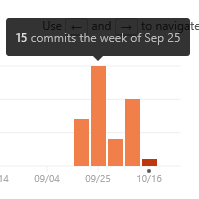 Use ← and → to navigate
15 commits the week of Sep 25
14 09/04 09/25 10/16